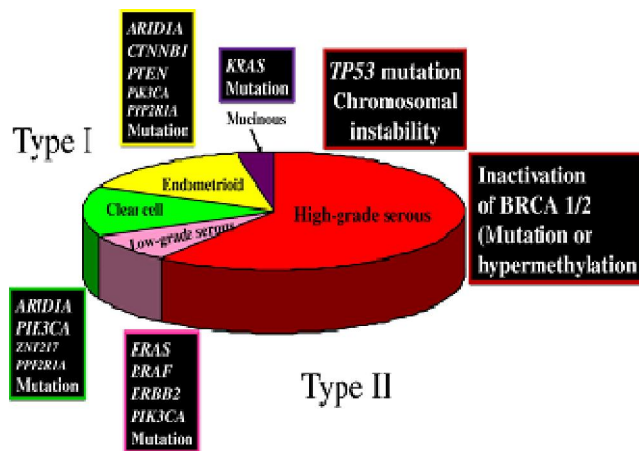 ARID1A
CTNNB1
PTEN
PIK3CA
PPP2R1A
Mutation
KRAS
Mutation
Mucinous
TP53 mutation
Chromosomal
instability
Type I
Endometrioid
Clear cell
Low-grade serous
High-grade serous
Inactivation
of BRCA 1/2
(Mutation or
hypermethylation
ARID1A
PIK3CA
ZNF217
PPP2R1A
Mutation
KRAS
BRAF
ERBB2
PIK3CA
Mutation
Type II